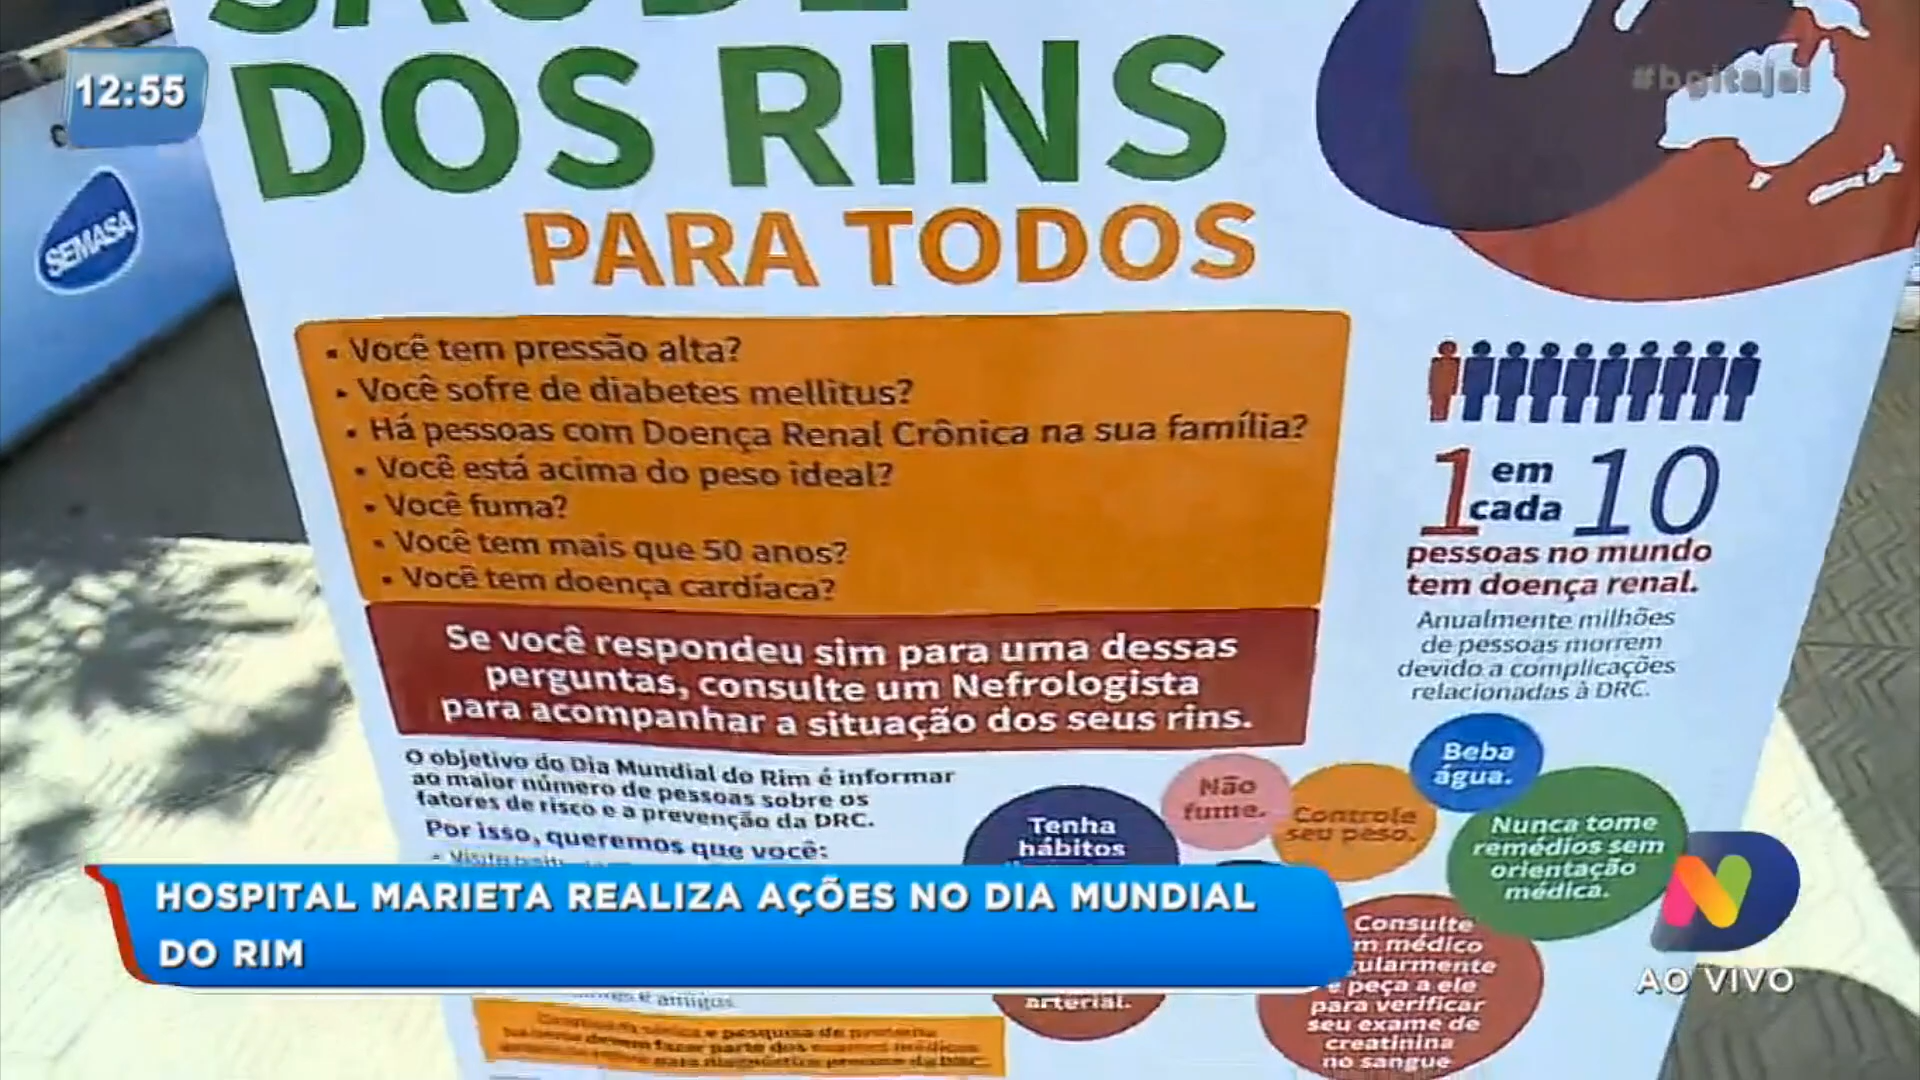 12:55
SEMASA
#bgitajai
SAÚDE
DOS RINS
PARA TODOS
▪ Você tem pressão alta?
▪ Você sofre de diabetes mellitus?
▪ Há pessoas com Doença Renal Crônica na sua família?
▪ Você está acima do peso ideal?
▪ Você fuma?
▪ Você tem mais que 50 anos?
▪ Você tem doença cardíaca?
Se você respondeu sim para uma dessas
perguntas, consulte um Nefrologista
para acompanhar a situação dos seus rins.
1 em cada 10
pessoas no mundo
tem doença renal.
Anualmente milhões
de pessoas morrem
devido a complicações
relacionadas à DRC.
O objetivo do Dia Mundial do Rim é informar
ao maior número de pessoas sobre os
fatores de risco e a prevenção da DRC.
Por isso, queremos que você:
e amigos.
Tenha
hábitos
Não
fume.
Controle
seu peso.
Beba
água.
Nunca tome
remédios sem
orientação
médica.
arterial.
Consulte
médico
e peça a ele
para verificar
seu exame de
creatinina
no sangue
HOSPITAL MARIETA REALIZA AÇÕES NO DIA MUNDIAL
DO RIM
N
AO VIVO